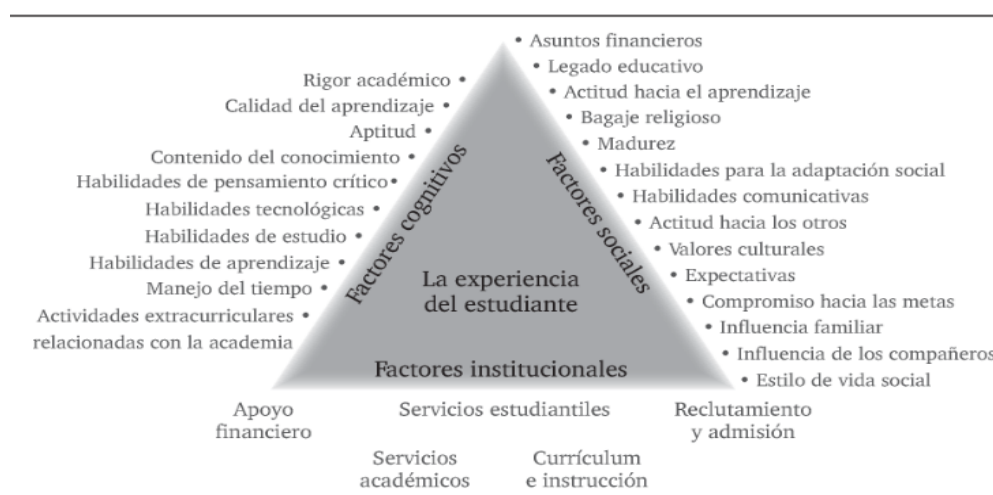 Rigor académico •
Calidad del aprendizaje •
Aptitud •
Contenido del conocimiento •
Habilidades de pensamiento crítico•
Habilidades tecnológicas •
Habilidades de estudio •
Habilidades de aprendizaje •
Manejo del tiempo •
Actividades extracurriculares •
relacionadas con la academia
Factores cognitivos
• Asuntos financieros
• Legado educativo
• Actitud hacia el aprendizaje
• Bagaje religioso
• Madurez
• Habilidades para la adaptación social
• Habilidades comunicativas
• Actitud hacia los otros
• Valores culturales
• Expectativas
• Compromiso hacia las metas
• Influencia familiar
• Influencia de los compañeros
• Estilo de vida social
Factores sociales
La experiencia
del estudiante
Factores institucionales
Apoyo
financiero
Servicios estudiantiles
Reclutamiento
y admisión
Servicios
académicos
Currículum
e instrucción